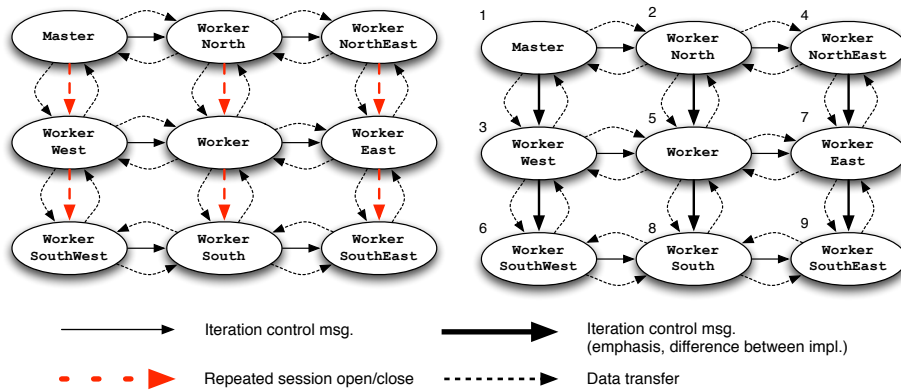 Master
Worker
North
Worker
NorthEast
Worker
West
Worker
Worker
East
Worker
SouthWest
Worker
South
Worker
SouthEast
1
2
4
Master
Worker
North
Worker
NorthEast
3
5
7
Worker
West
Worker
Worker
East
6
8
9
Worker
SouthWest
Worker
South
Worker
SouthEast
Iteration control msg.
Iteration control msg.
(emphasis, difference between impl.)
Repeated session open/close
Data transfer